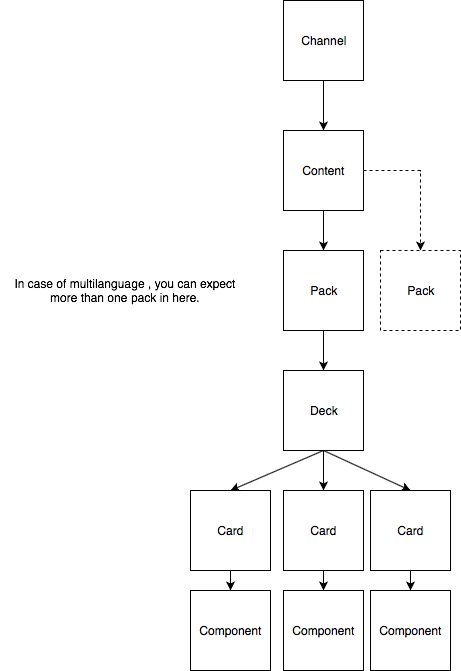 Channel
Content
In case of multilanguage , you can expect
more than one pack in here.
Pack
Pack
Deck
Card
Card
Card
Component
Component
Component